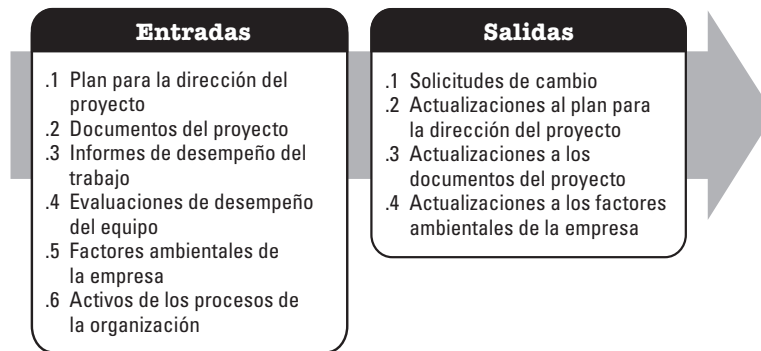 Entradas
.1 Plan para la dirección del
proyecto
.2 Documentos del proyecto
.3 Informes de desempeño del
trabajo
.4 Evaluaciones de desempeño
del equipo
.5 Factores ambientales de
la empresa
.6 Activos de los procesos de
la organización
Salidas
.1 Solicitudes de cambio
.2 Actualizaciones al plan para
la dirección del proyecto
.3 Actualizaciones a los
documentos del proyecto
.4 Actualizaciones a los factores
ambientales de la empresa